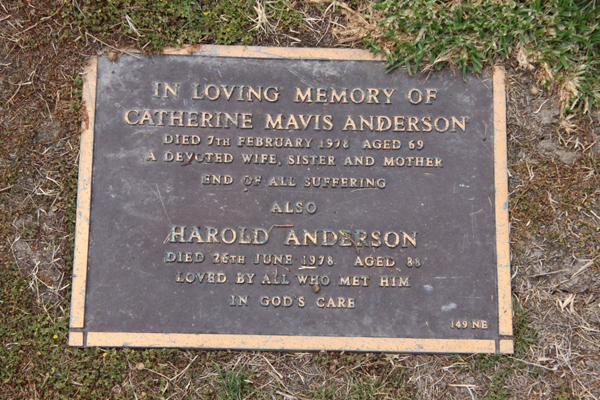 IN LOVING MEMORY OF
CATHERINE MAVIS ANDERSON
DIED 7TH FEBRUARY 1978 AGED 69
A DEVOTED WIFE, SISTER AND MOTHER
END OF ALL SUFFERING
ALSO
HAROLD ANDERSON
DIED 26TH JUNE 1978 AGED 88
LOVED BY ALL WHO MET HIM
IN GOD'S CARE
149 NE